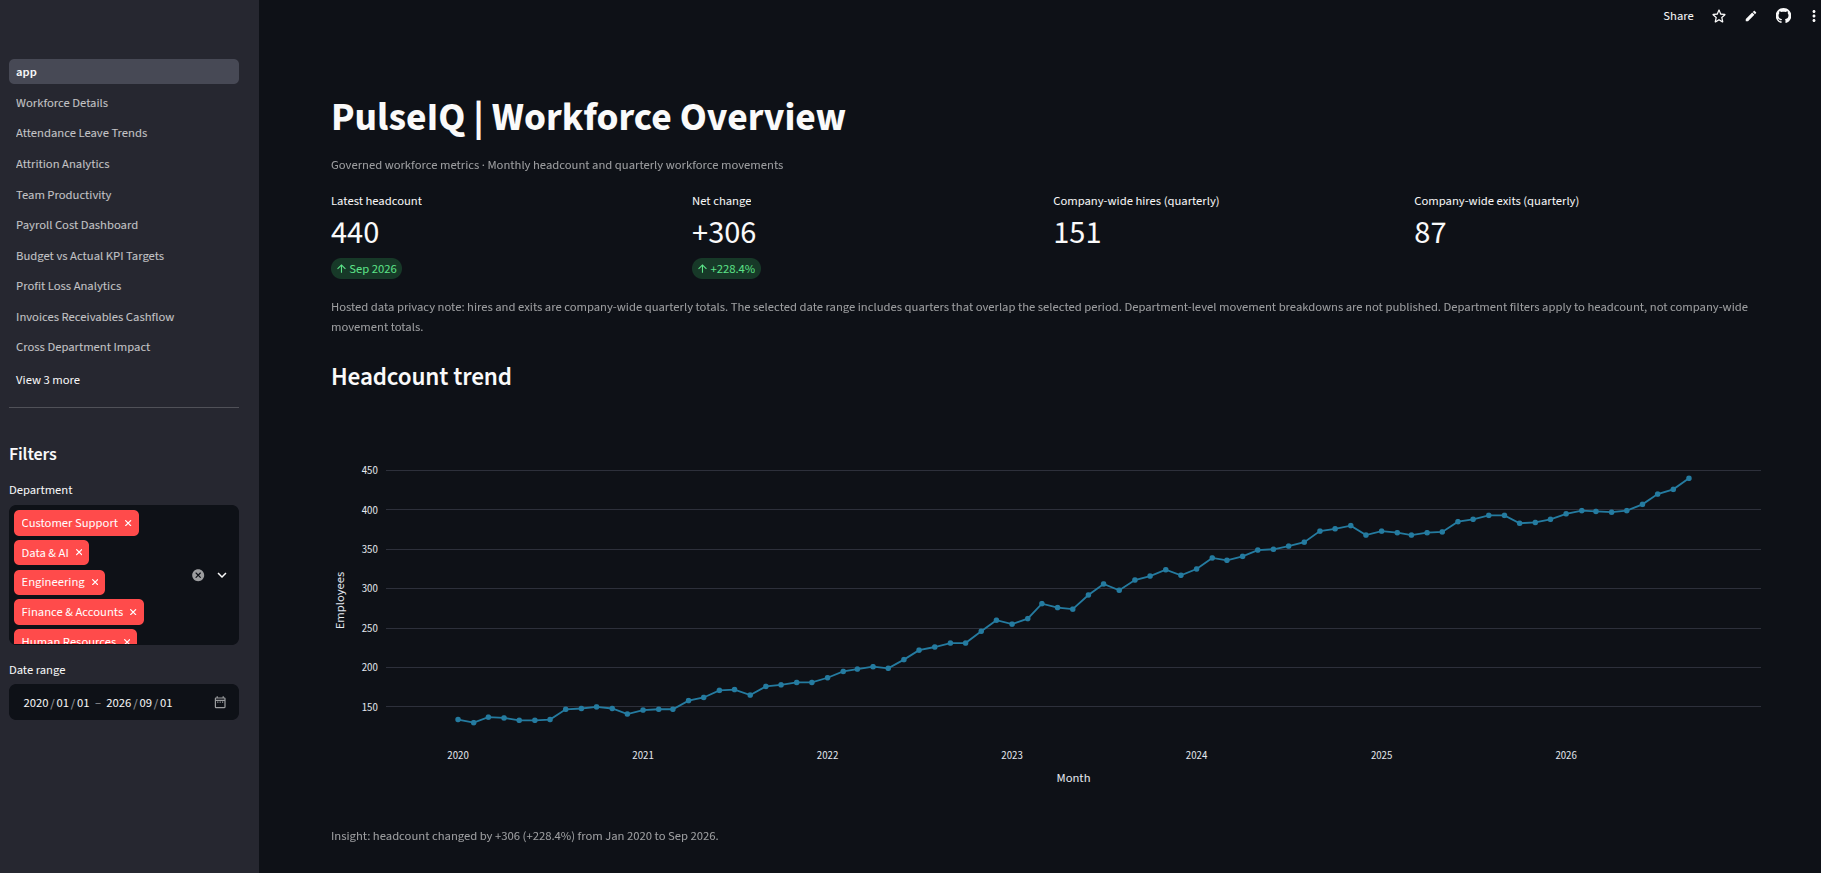 Share
app
Workforce Details
Attendance Leave Trends
Attrition Analytics
Team Productivity
Payroll Cost Dashboard
Budget vs Actual KPI Targets
Profit Loss Analytics
Invoices Receivables Cashflow
Cross Department Impact
View 3 more
Filters
Department
Customer Support ×
Data & AI ×
Engineering ×
Finance & Accounts ×
Human Resources ×
Date range
2020 / 01 / 01 – 2026 / 09 / 01
PulseIQ | Workforce Overview
Governed workforce metrics · Monthly headcount and quarterly workforce movements
Latest headcount
440
↑ Sep 2026
Net change
+306
↑ +228.4%
Company-wide hires (quarterly)
151
Company-wide exits (quarterly)
87
Hosted data privacy note: hires and exits are company-wide quarterly totals. The selected date range includes quarters that overlap the selected period. Department-level movement breakdowns are not published. Department filters apply to headcount, not company-wide
movement totals.
Headcount trend
450
400
350
300
250
200
150
Employees
2020 2021 2022 2023 2024 2025 2026
Month
Insight: headcount changed by +306 (+228.4%) from Jan 2020 to Sep 2026.